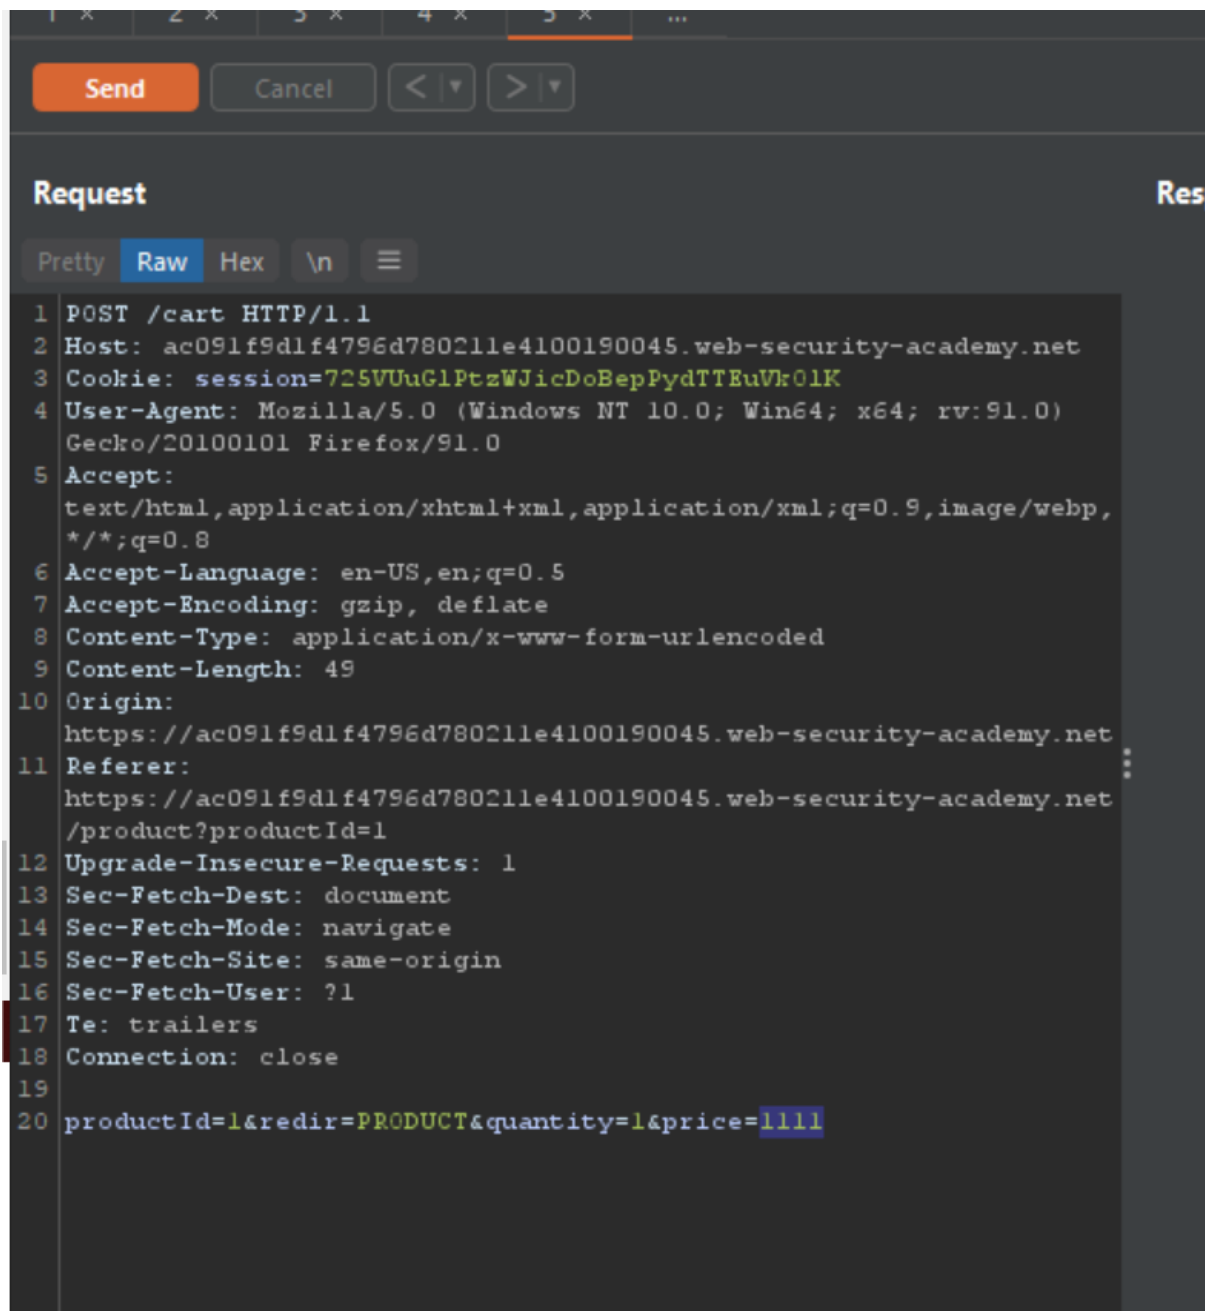 1 × 2 × 3 × 4 × 5 × ...
Send Cancel < >
Request Res
Pretty Raw Hex \n
1 POST /cart HTTP/1.1
2 Host: ac091f9d1f4796d780211e4100190045.web-security-academy.net
3 Cookie: session=725VUuGlPtzWJicDoBepPydTTEuVk0lK
4 User-Agent: Mozilla/5.0 (Windows NT 10.0; Win64; x64; rv:91.0)
Gecko/20100101 Firefox/91.0
5 Accept:
text/html,application/xhtml+xml,application/xml;q=0.9,image/webp,
*/*;q=0.8
6 Accept-Language: en-US,en;q=0.5
7 Accept-Encoding: gzip, deflate
8 Content-Type: application/x-www-form-urlencoded
9 Content-Length: 49
10 Origin:
https://ac091f9d1f4796d780211e4100190045.web-security-academy.net
11 Referer:
https://ac091f9d1f4796d780211e4100190045.web-security-academy.net
/product?productId=1
12 Upgrade-Insecure-Requests: 1
13 Sec-Fetch-Dest: document
14 Sec-Fetch-Mode: navigate
15 Sec-Fetch-Site: same-origin
16 Sec-Fetch-User: ?1
17 Te: trailers
18 Connection: close
19
20 productId=1&redir=PRODUCT&quantity=1&price=1111